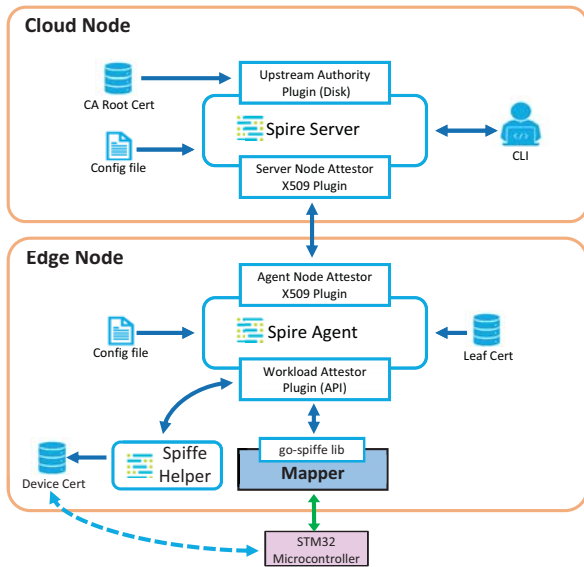 Cloud Node
Upstream Authority
Plugin (Disk)
CA Root Cert
Spire Server
Config file
CLI
Server Node Attestor
X509 Plugin
Edge Node
Agent Node Attestor
X509 Plugin
Spire Agent
Config file
Leaf Cert
Workload Attestor
Plugin (API)
go-spiffe lib
Spiffe
Helper
Mapper
Device Cert
STM32
Microcontroller